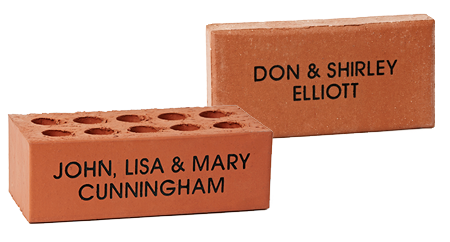 DON & SHIRLEY
ELLIOTT
JOHN, LISA & MARY
CUNNINGHAM